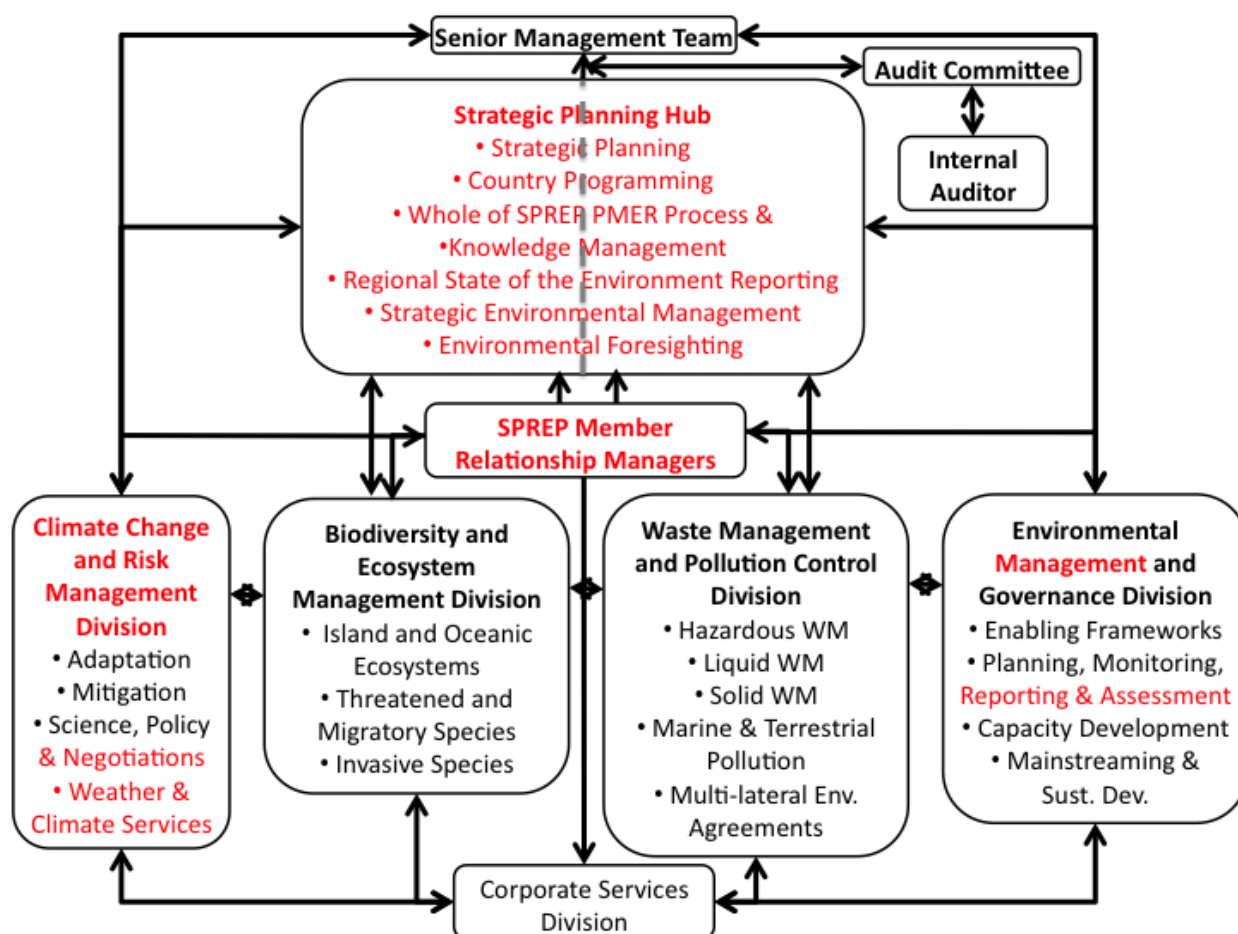 Senior Management Team
Audit Committee
Internal
Auditor
Strategic Planning Hub
• Strategic Planning
• Country Programming
• Whole of SPREP PMER Process &
•Knowledge Management
• Regional State of the Environment Reporting
• Strategic Environmental Management
• Environmental Foresighting
SPREP Member
Relationship Managers
Climate Change
and Risk
Management
Division
• Adaptation
• Mitigation
• Science, Policy
& Negotiations
• Weather &
Climate Services
Biodiversity and
Ecosystem
Management Division
• Island and Oceanic
Ecosystems
• Threatened and
Migratory Species
• Invasive Species
Waste Management
and Pollution Control
Division
• Hazardous WM
• Liquid WM
• Solid WM
• Marine & Terrestrial
Pollution
• Multi-lateral Env.
Agreements
Environmental
Management and
Governance Division
• Enabling Frameworks
• Planning, Monitoring,
Reporting & Assessment
• Capacity Development
• Mainstreaming &
Sust. Dev.
Corporate Services
Division